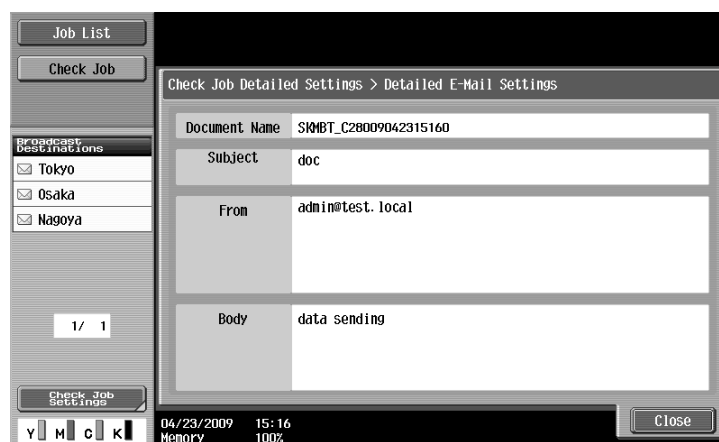 Job List
Check Job
Check Job Detailed Settings > Detailed E-Mail Settings
Document Name SKMBT_C28009042315160
Broadcast
Destinations
Subject doc
Tokyo
Osaka
From admin@test.local
Nagoya
1/ 1
Body data sending
Check Job
Settings
Close
Y M C K
04/23/2009 15:16
Memory 100%